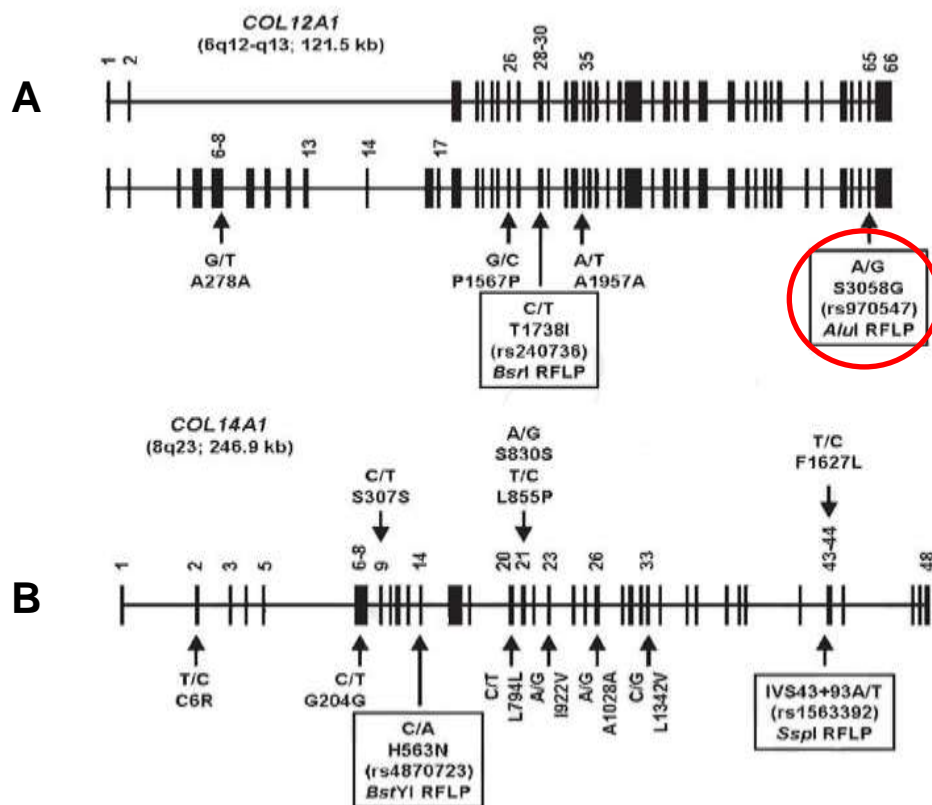 COL12A1
(6q12-q13; 121.5 kb)
A
1
2
26
28-30
35
65
66
6-8
13
14
17
G/T
A278A
G/C
P1567P
A/T
A1957A
C/T
T1738I
(rs240736)
BsrI RFLP
A/G
S3058G
(rs970547)
AluI RFLP
COL14A1
(8q23; 246.9 kb)
C/T
S307S
A/G
S830S
T/C
L855P
T/C
F1627L
B
1
2
3
5
6-8
9
14
20
21
23
26
33
43-44
48
T/C
C6R
C/T
G204G
C/A
H563N
(rs4870723)
BstYI RFLP
C/T
L794L
A/G
I922V
A/G
A1028A
C/G
L1342V
IVS43+93A/T
(rs1563392)
SspI RFLP